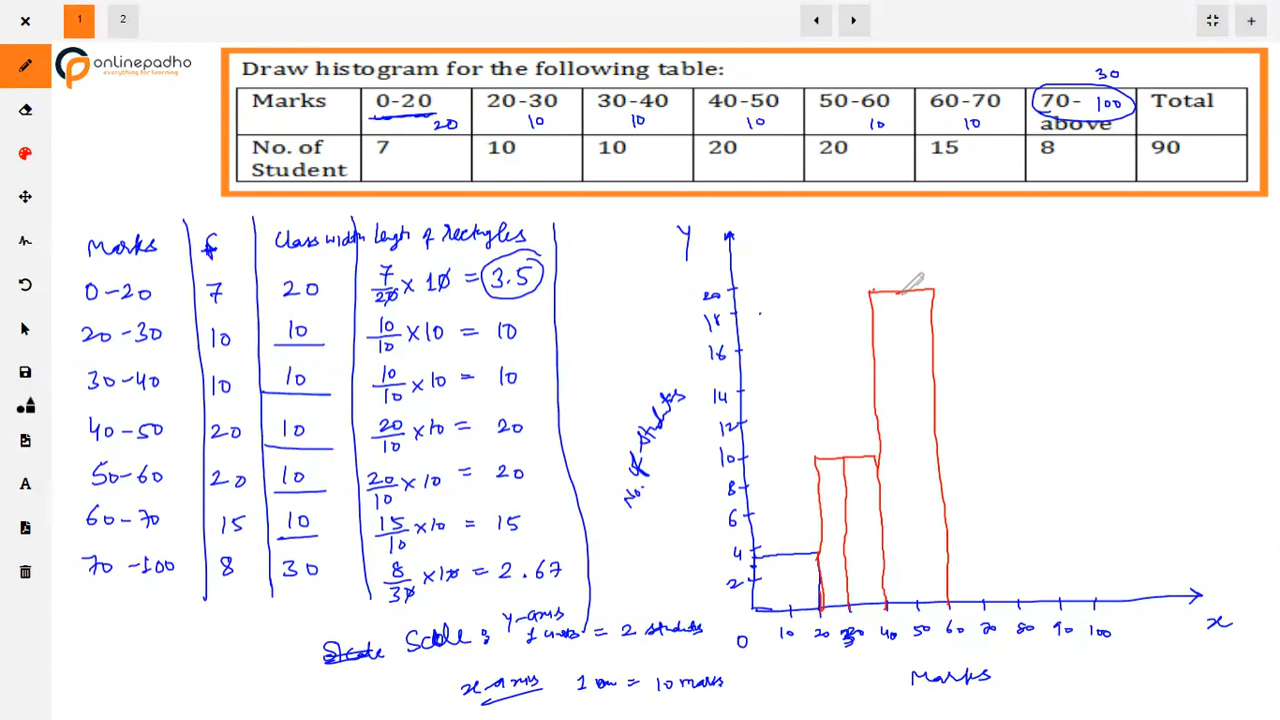 1 2
onlinepadho
everything for learning
Draw histogram for the following table:
30
Marks 0-20 20-30 30-40 40-50 50-60 60-70 70- 100 above Total
20 10 10 10 10 10
No. of Student 7 10 10 20 20 15 8 90
Marks f Class width Length of rectangles
0-20 7 20 7/20 × 10 = 3.5
20-30 10 10 10/10 × 10 = 10
30-40 10 10 10/10 × 10 = 10
40-50 20 10 20/10 × 10 = 20
50-60 20 10 20/10 × 10 = 20
60-70 15 10 15/10 × 10 = 15
70-100 8 30 8/30 × 10 = 2.67
Scale : y-axis
= 2 students
x axis 1 cm = 10 marks
Y
20
18
16
14
12
10
8
6
4
2
No. of students
0 10 20 30 40 50 60 70 80 90 100
x
Marks
A